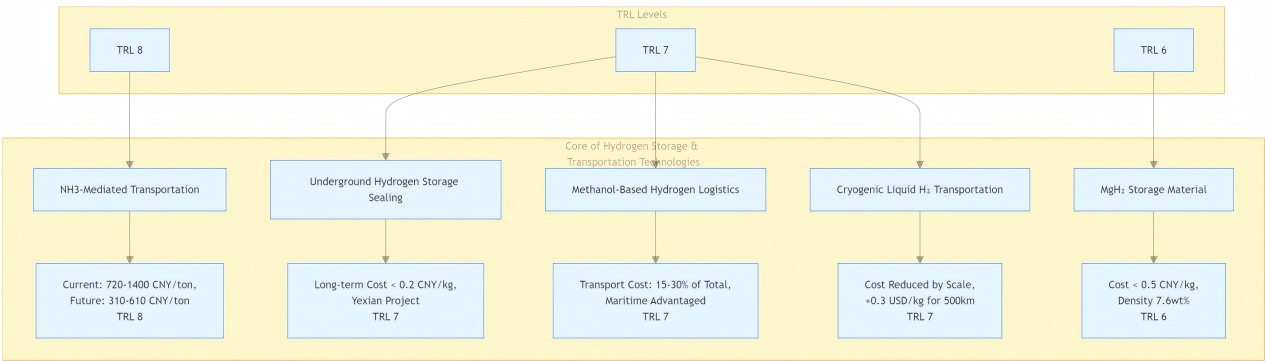 TRL Levels
TRL 8
TRL 7
TRL 6
Core of Hydrogen Storage &
Transportation Technologies
NH3-Mediated Transportation
Underground Hydrogen Storage
Sealing
Methanol-Based Hydrogen Logistics
Cryogenic Liquid H₂ Transportation
MgH₂ Storage Material
Current: 720-1400 CNY/ton,
Future: 310-610 CNY/ton
TRL 8
Long-term Cost < 0.2 CNY/kg,
Yexian Project
TRL 7
Transport Cost: 15-30% of Total,
Maritime Advantaged
TRL 7
Cost Reduced by Scale,
+0.3 USD/kg for 500km
TRL 7
Cost < 0.5 CNY/kg,
Density 7.6wt%
TRL 6